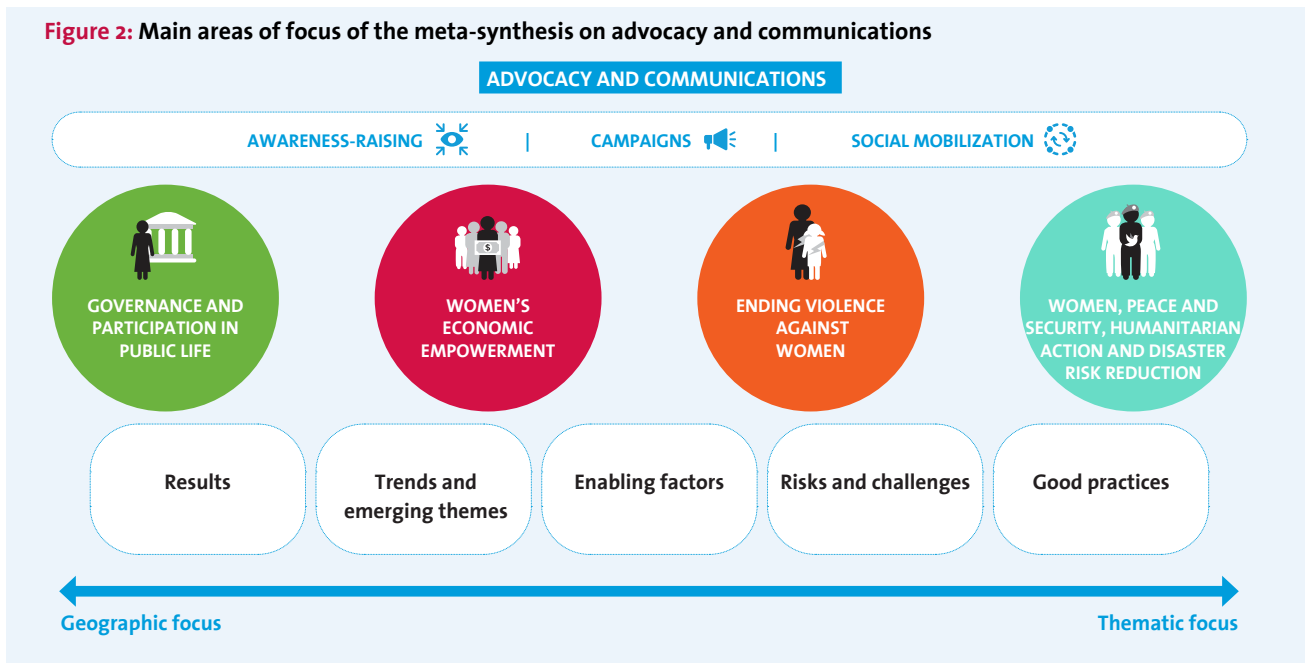 Figure 2: Main areas of focus of the meta-synthesis on advocacy and communications
ADVOCACY AND COMMUNICATIONS
AWARENESS-RAISING | CAMPAIGNS | SOCIAL MOBILIZATION
GOVERNANCE AND
PARTICIPATION IN
PUBLIC LIFE
$
WOMEN’S
ECONOMIC
EMPOWERMENT
ENDING VIOLENCE
AGAINST
WOMEN
WOMEN, PEACE AND
SECURITY, HUMANITARIAN
ACTION AND DISASTER
RISK REDUCTION
Results
Trends and
emerging themes
Enabling factors
Risks and challenges
Good practices
Geographic focus
Thematic focus